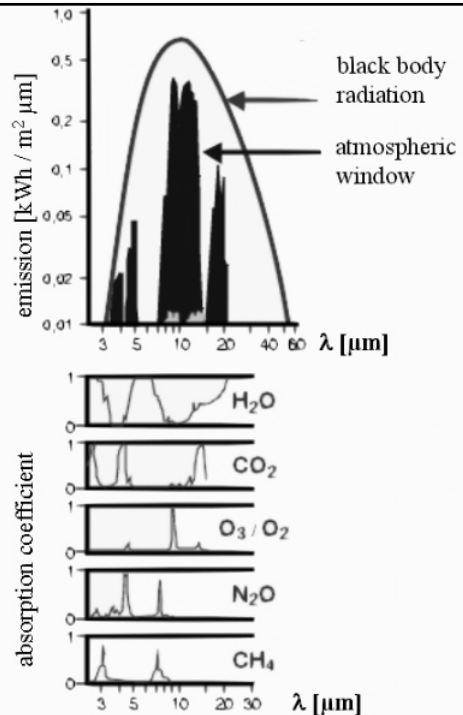 emission [kWh / m² µm]
1,0
0,5
0,2
0,1
0,05
0,02
0,01
black body
radiation
atmospheric
window
3 5 10 20 40 60 λ [µm]
absorption coefficient
1
0
H₂O
1
0
CO₂
1
0
O₃ / O₂
1
0
N₂O
1
0
CH₄
3 5 10 20 30 λ [µm]